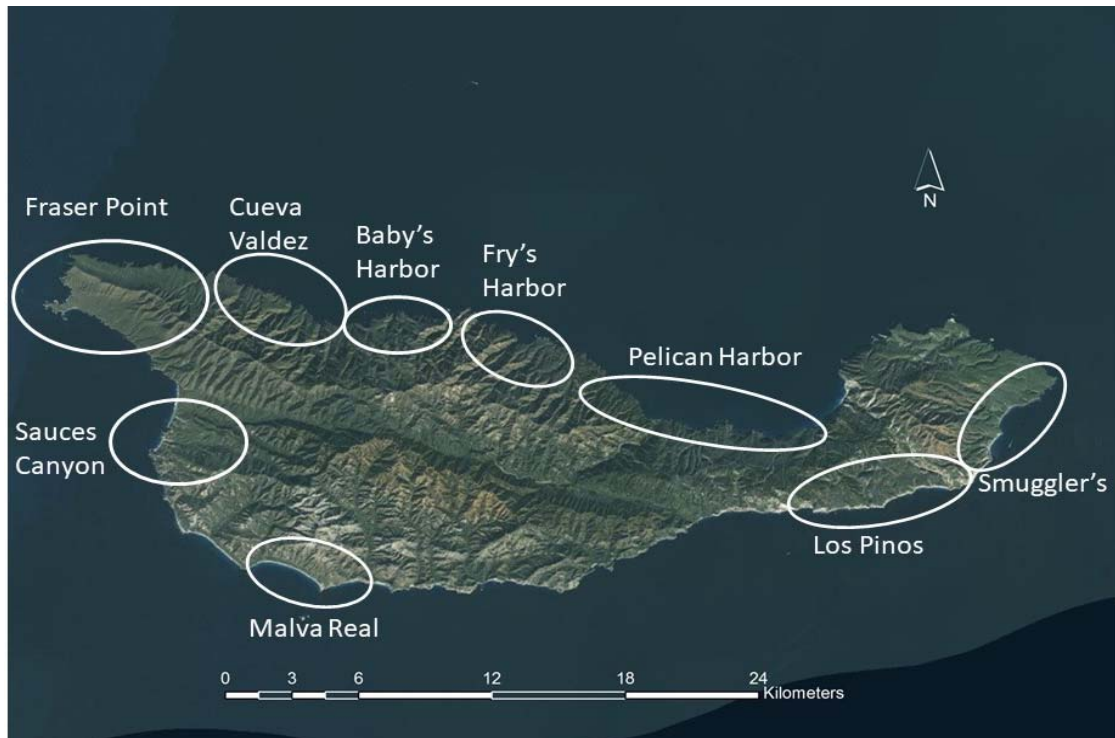 Fraser Point
Cueva
Valdez
Baby's
Harbor
Fry's
Harbor
N
Pelican Harbor
Sauces
Canyon
Smuggler's
Los Pinos
Malva Real
0 3 6 12 18 24
Kilometers